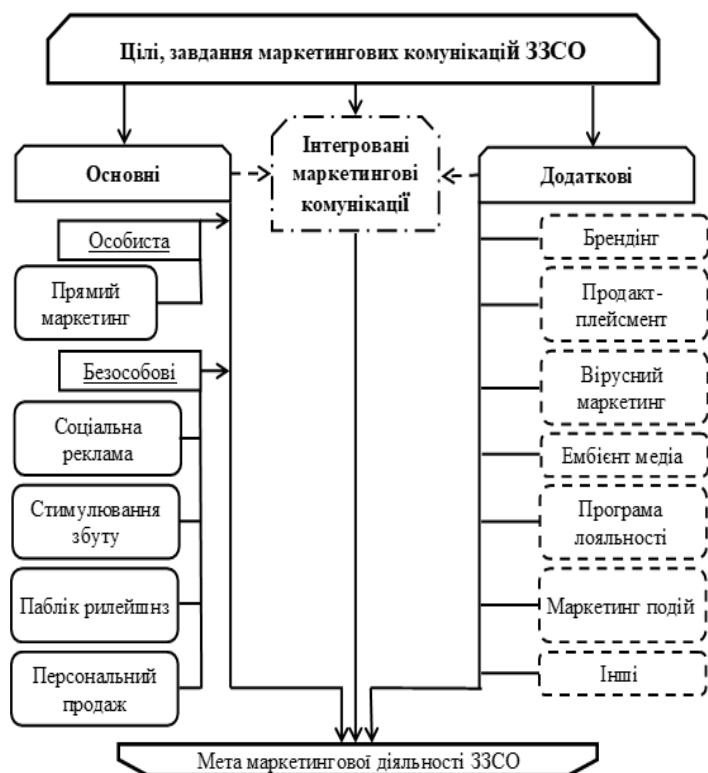 Цілі, завдання маркетингових комунікацій ЗЗСО
Основні
Інтегровані
маркетингові
комунікації
Додаткові
Особиста
Прямий
маркетинг
Безособові
Соціальна
реклама
Стимулювання
збуту
Паблік рилейшнз
Персональний
продаж
Брендінг
Продакт-
плейсмент
Вірусний
маркетинг
Ембієнт медіа
Програма
лояльності
Маркетинг подій
Інші
Мета маркетингової діяльності ЗЗСО